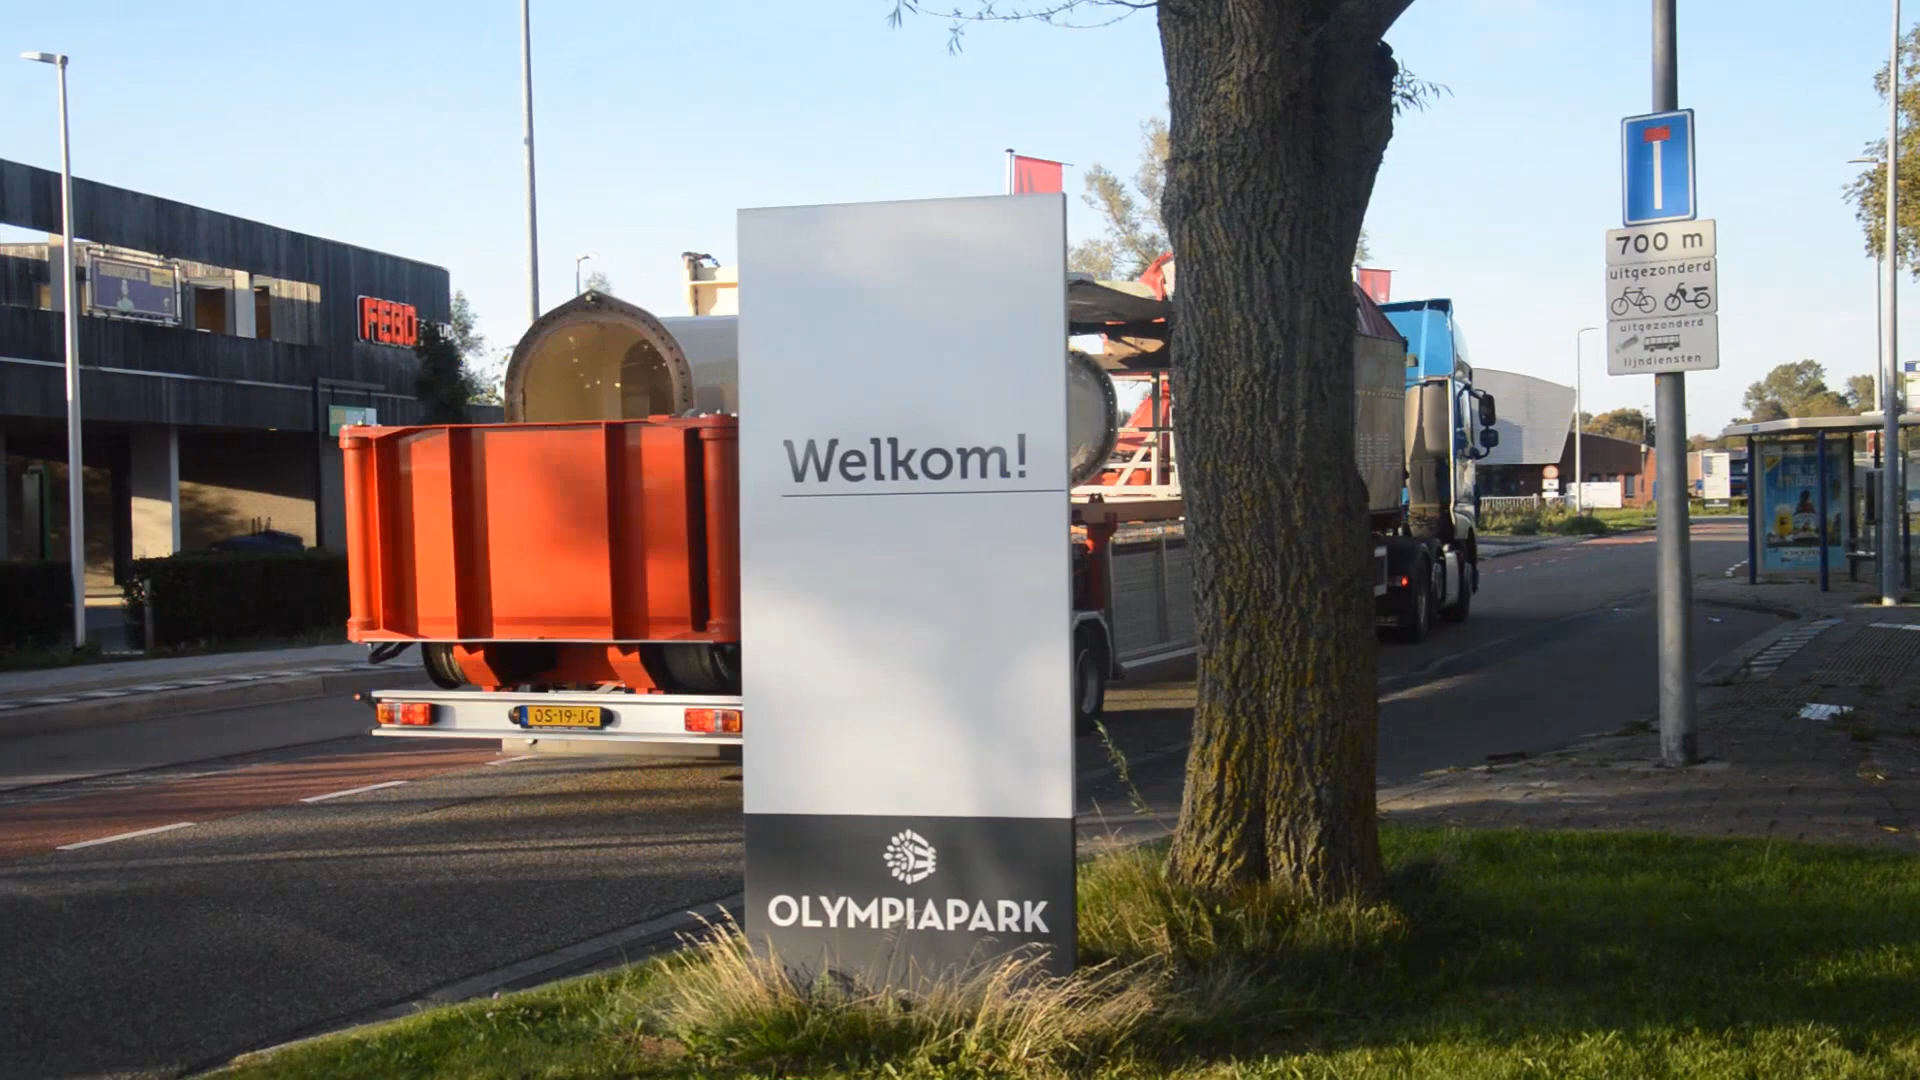 FEBO
Welkom!
OLYMPIAPARK
OS-19-JG
700 m
uitgezonderd
uitgezonderd
lijndiensten